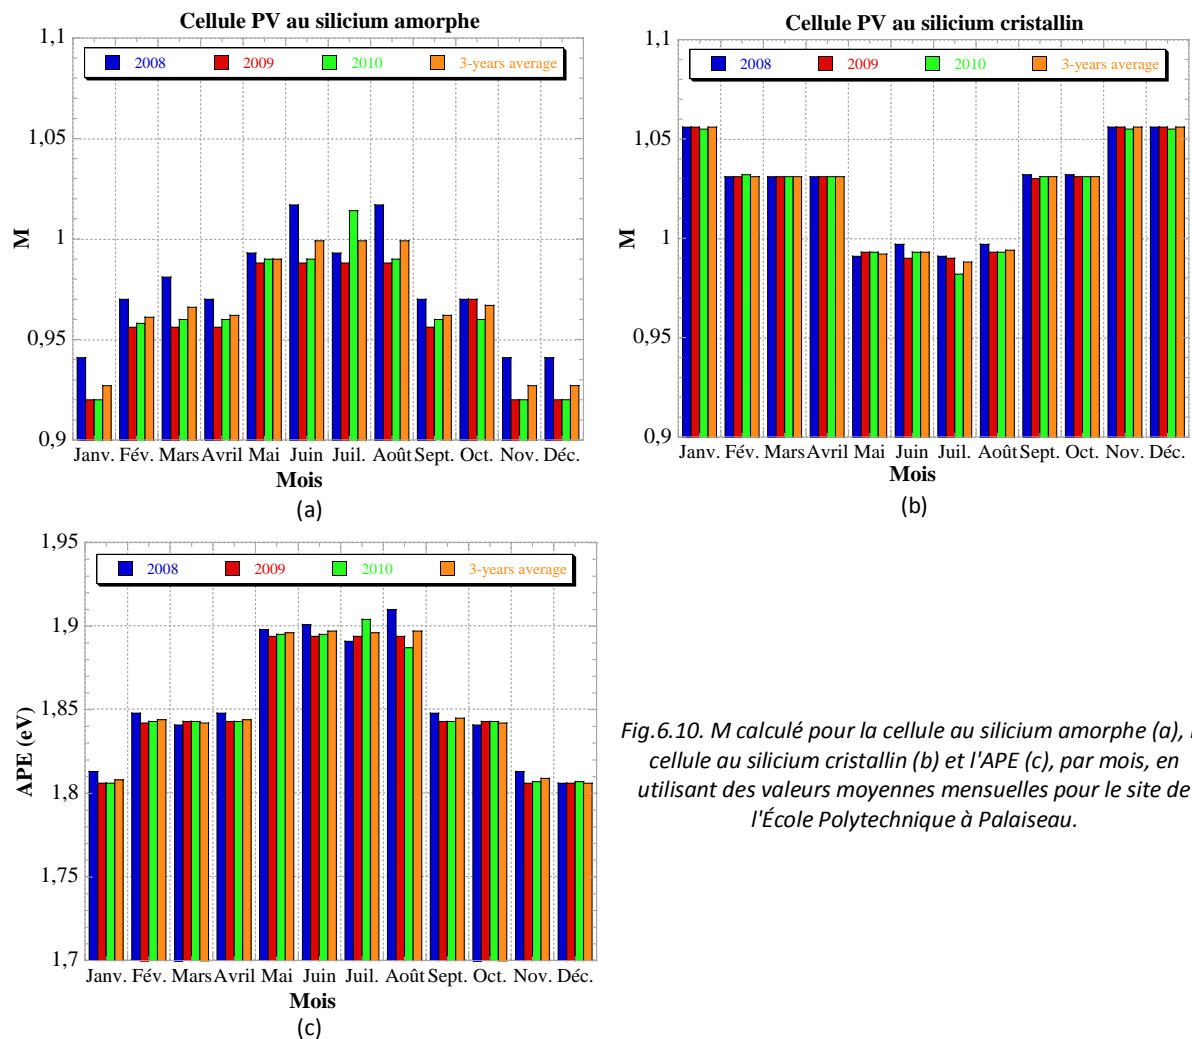 Cellule PV au silicium amorphe
1,1
2008 2009 2010 3-years average
1,05
M
1
0,95
0,9
Janv. Fév. Mars Avril Mai Juin Juil. Août Sept. Oct. Nov. Déc.
Mois
(a)
Cellule PV au silicium cristallin
1,1
2008 2009 2010 3-years average
1,05
M
1
0,95
0,9
Janv. Fév. Mars Avril Mai Juin Juil. Août Sept. Oct. Nov. Déc.
Mois
(b)
1,95
2008 2009 2010 3-years average
1,9
1,85
APE (eV)
1,8
1,75
1,7
Janv. Fév. Mars Avril Mai Juin Juil. Août Sept. Oct. Nov. Déc.
Mois
(c)
Fig.6.10. M calculé pour la cellule au silicium amorphe (a),
cellule au silicium cristallin (b) et l'APE (c), par mois, en
utilisant des valeurs moyennes mensuelles pour le site de
l'École Polytechnique à Palaiseau.